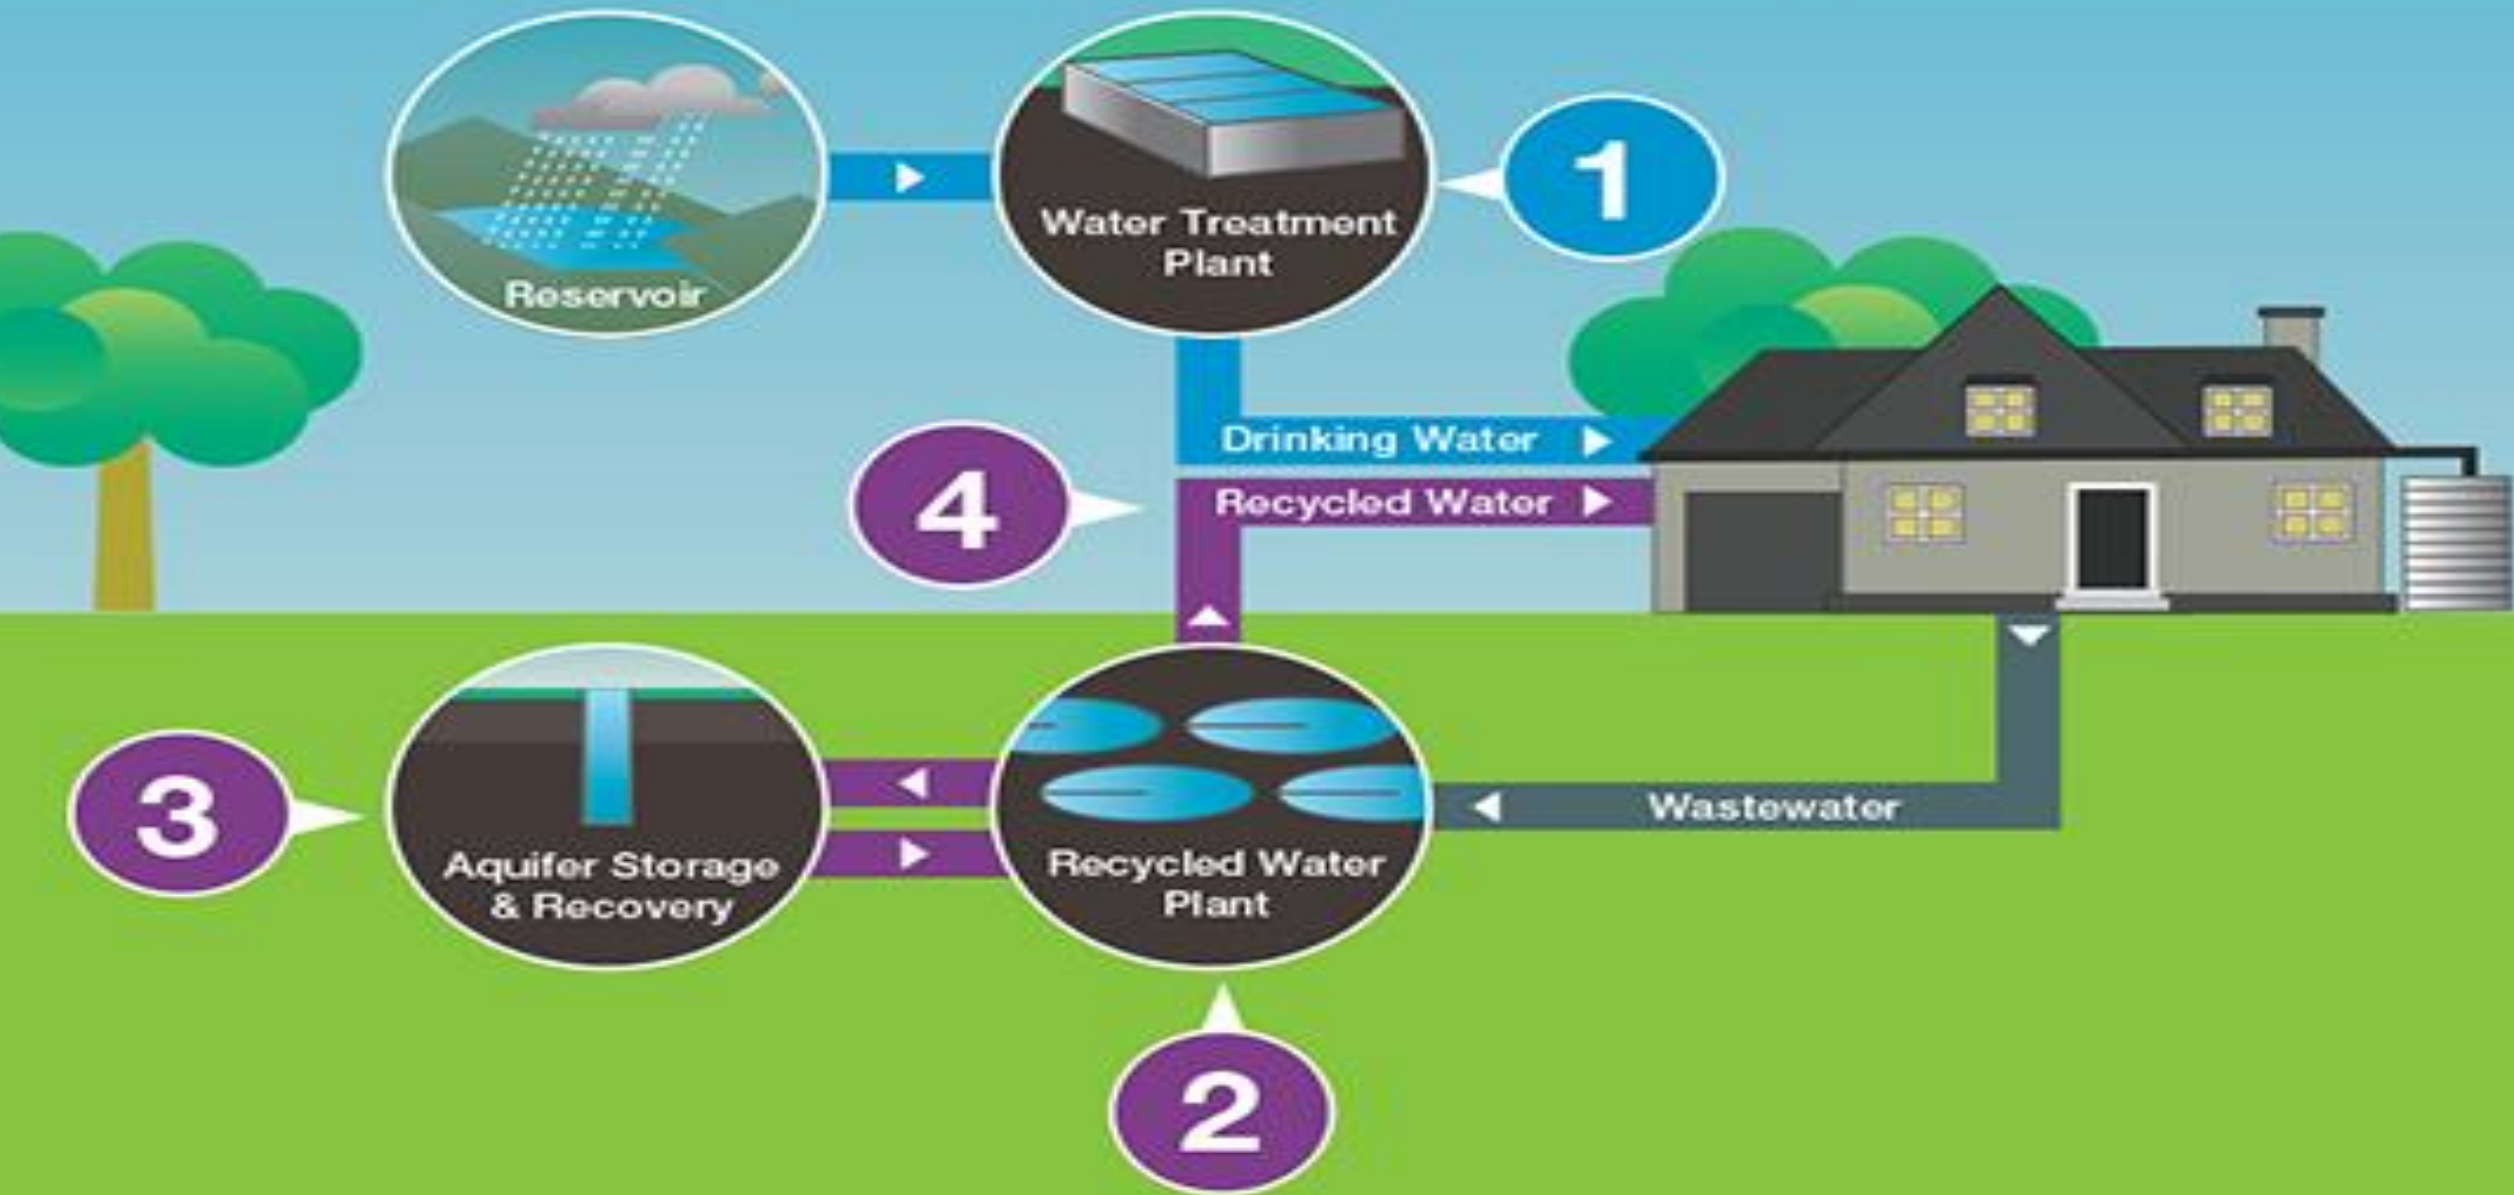 Reservoir
Water Treatment
Plant
1
Drinking Water
4
Recycled Water
3
Aquifer Storage
& Recovery
Recycled Water
Plant
Wastewater
2